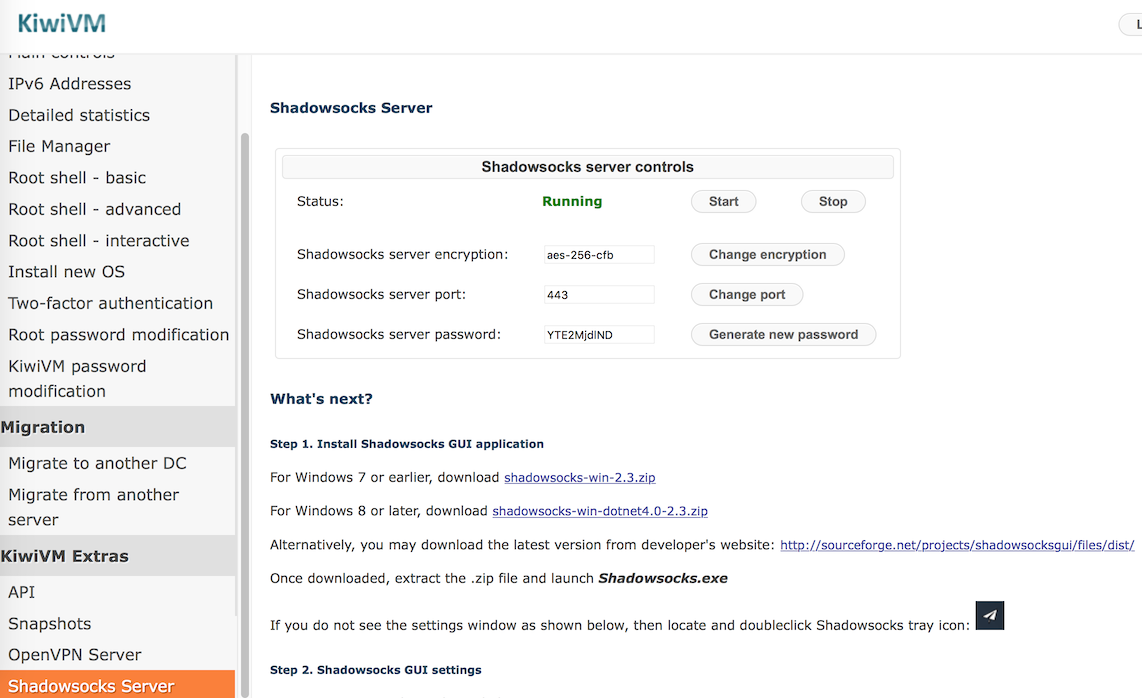 KiwiVM
IPv6 Addresses
Detailed statistics
File Manager
Root shell - basic
Root shell - advanced
Root shell - interactive
Install new OS
Two-factor authentication
Root password modification
KiwiVM password
modification
Migration
Migrate to another DC
Migrate from another
server
KiwiVM Extras
API
Snapshots
OpenVPN Server
Shadowsocks Server
Shadowsocks Server
Shadowsocks server controls
Status: Running Start Stop
Shadowsocks server encryption: aes-256-cfb Change encryption
Shadowsocks server port: 443 Change port
Shadowsocks server password: YTE2MjdlND Generate new password
What's next?
Step 1. Install Shadowsocks GUI application
For Windows 7 or earlier, download shadowsocks-win-2.3.zip
For Windows 8 or later, download shadowsocks-win-dotnet4.0-2.3.zip
Alternatively, you may download the latest version from developer's website: http://sourceforge.net/projects/shadowsocksgui/files/dist/
Once downloaded, extract the .zip file and launch Shadowsocks.exe
If you do not see the settings window as shown below, then locate and doubleclick Shadowsocks tray icon:
Step 2. Shadowsocks GUI settings